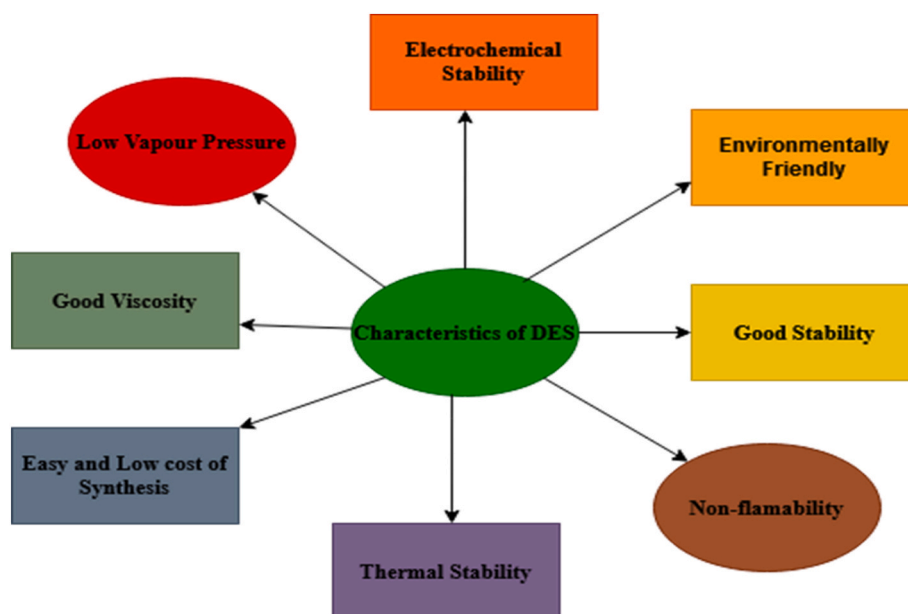 Electrochemical
Stability
Low Vapour Pressure
Environmentally
Friendly
Good Viscosity
Characteristics of DES
Good Stability
Easy and Low cost of
Synthesis
Non-flamability
Thermal Stability